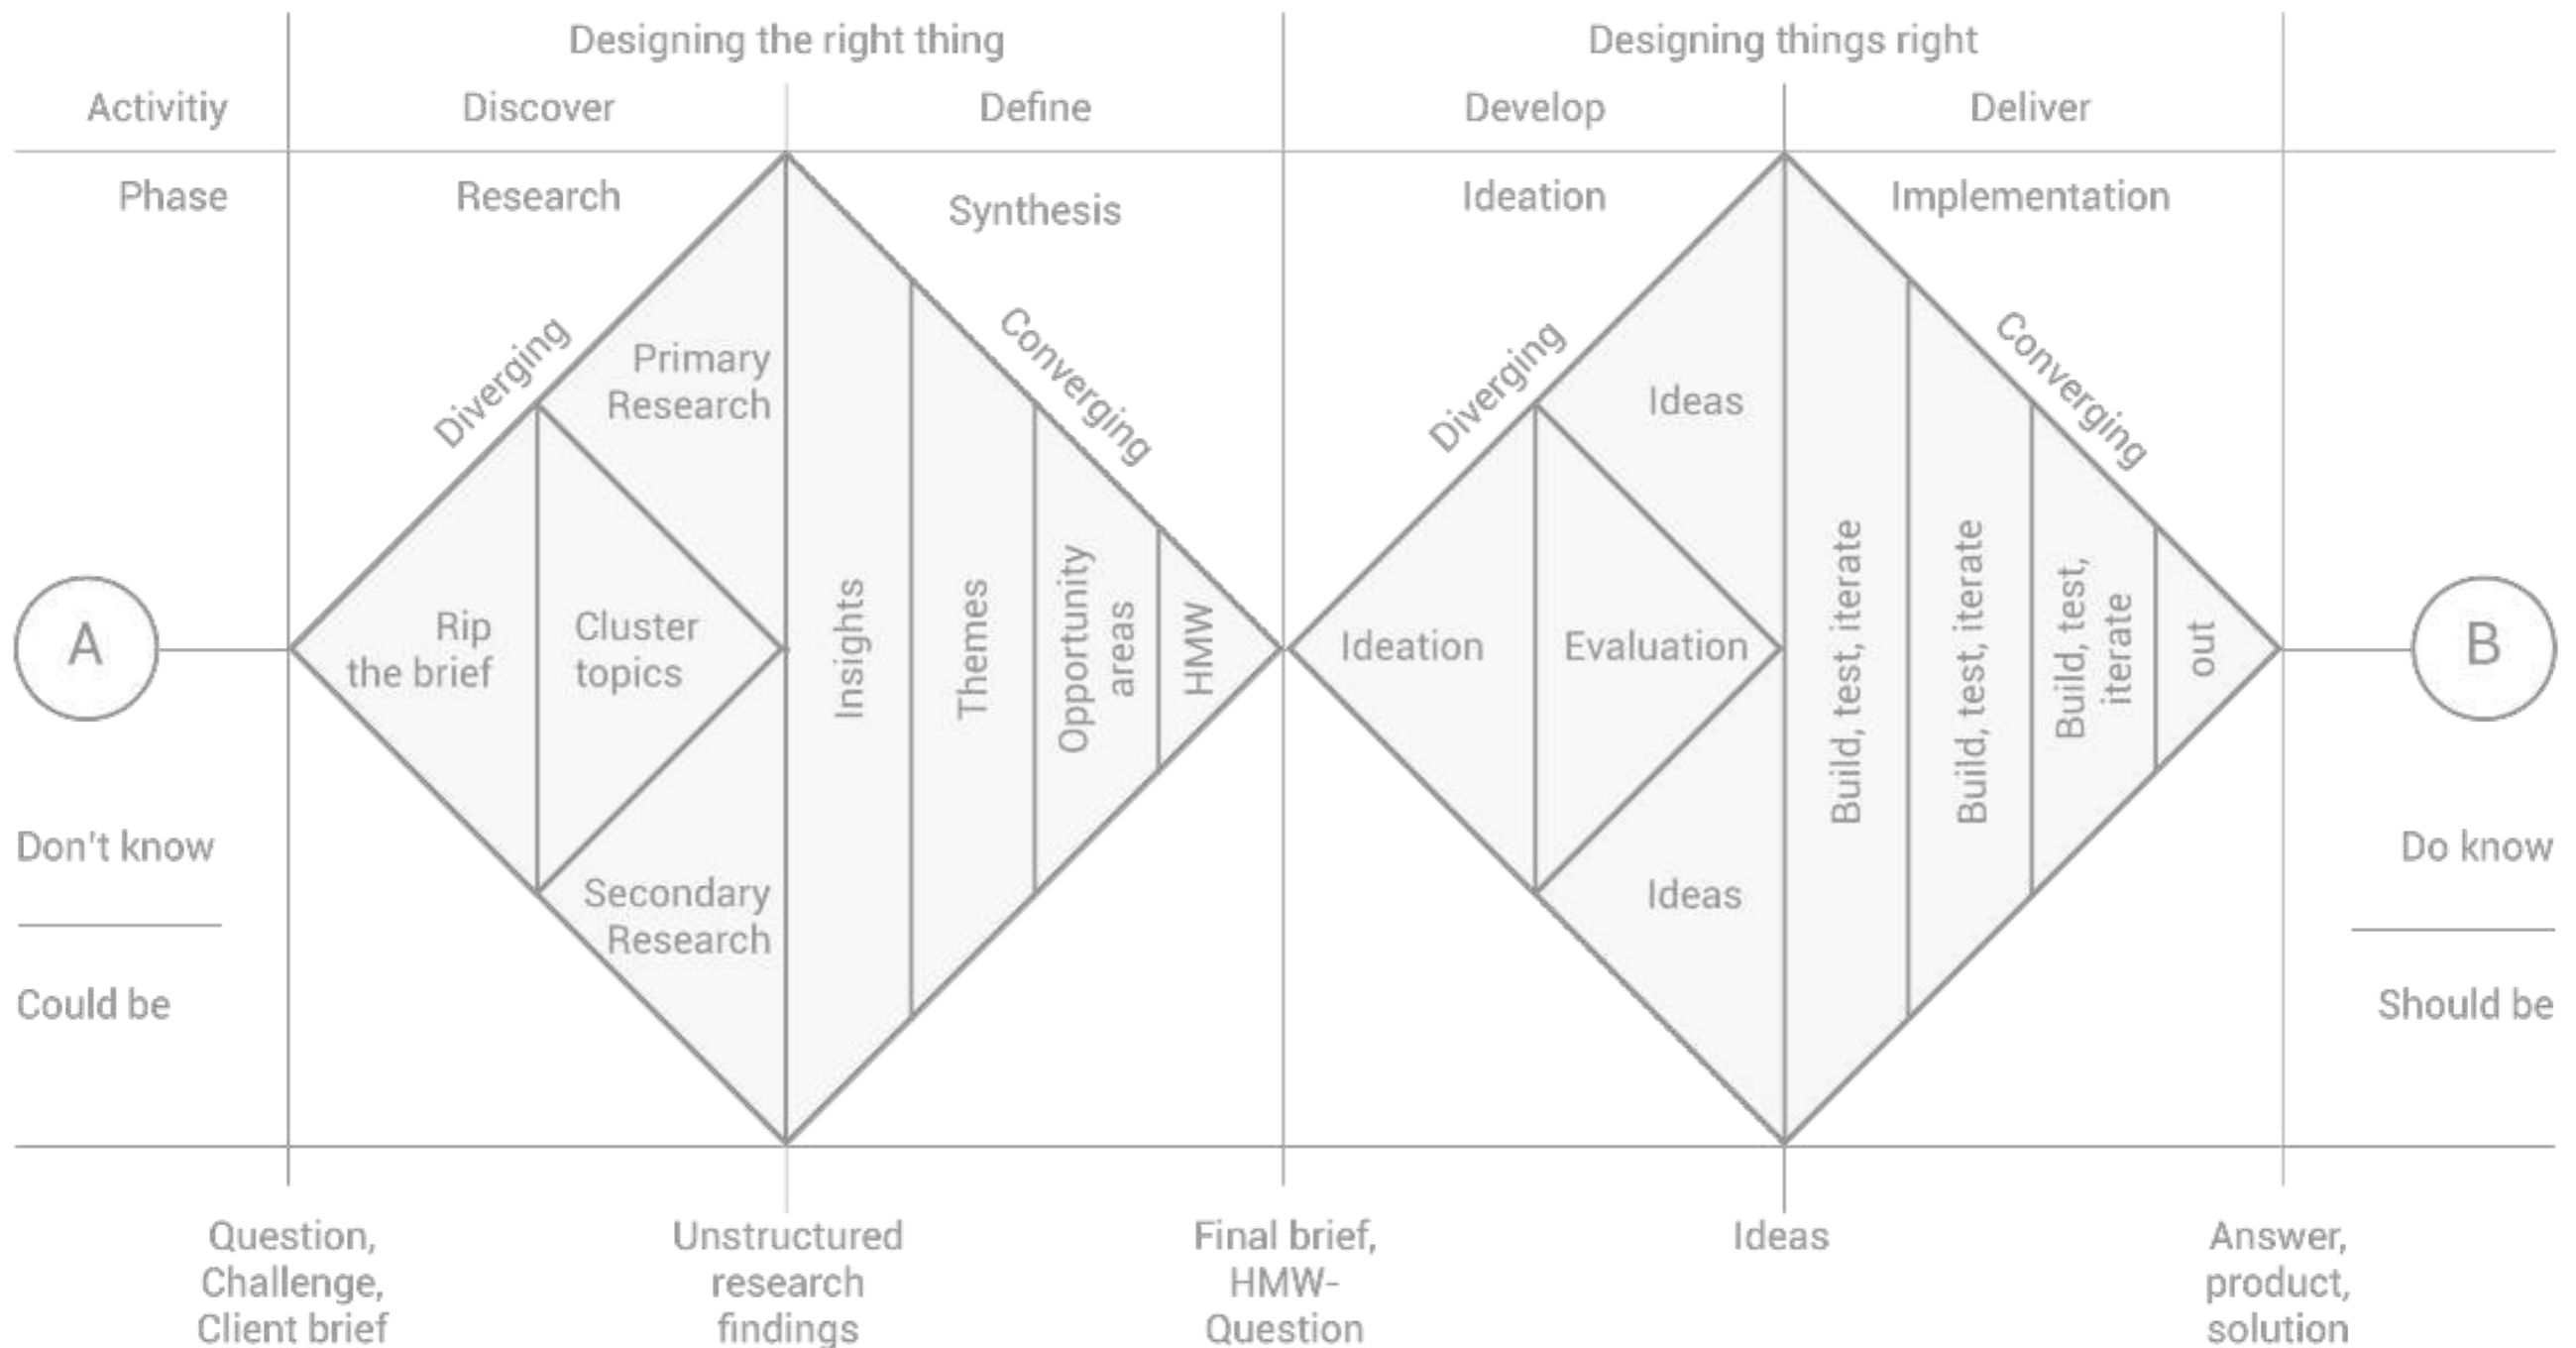 Designing the right thing
Designing things right
Activitiy
Discover
Define
Develop
Deliver
Phase
Research
Synthesis
Ideation
Implementation
Diverging
Converging
Diverging
Converging
Primary
Research
Ideas
A
Rip
the brief
Cluster
topics
Insights
Themes
Opportunity
areas
HMW
Ideation
Evaluation
Build, test, iterate
Build, test, iterate
Build, test,
iterate
out
B
Don't know
Do know
Secondary
Research
Ideas
Could be
Should be
Question,
Challenge,
Client brief
Unstructured
research
findings
Final brief,
HMW-
Question
Ideas
Answer,
product,
solution